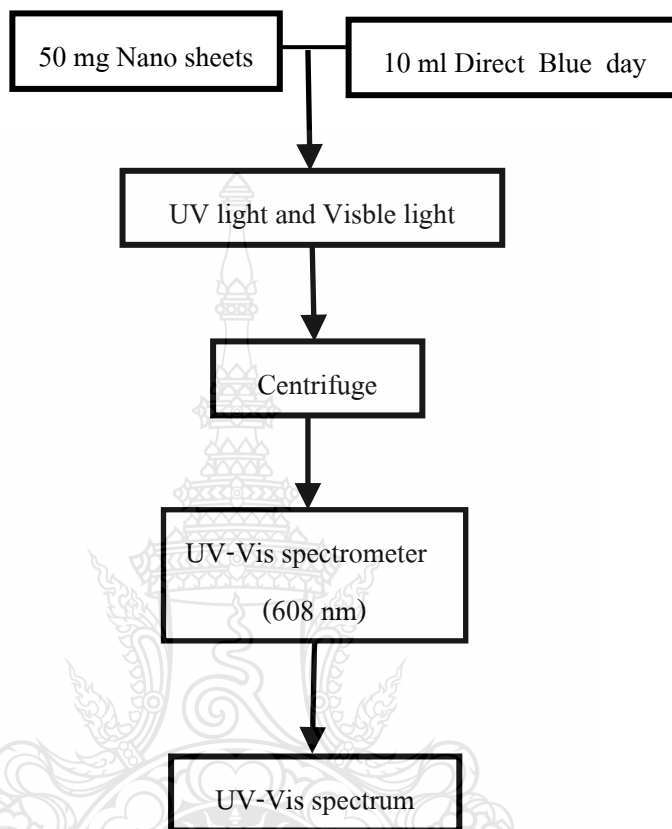 50 mg Nano sheets
10 ml Direct Blue day
UV light and Visble light
Centrifuge
UV-Vis spectrometer
(608 nm)
UV-Vis spectrum